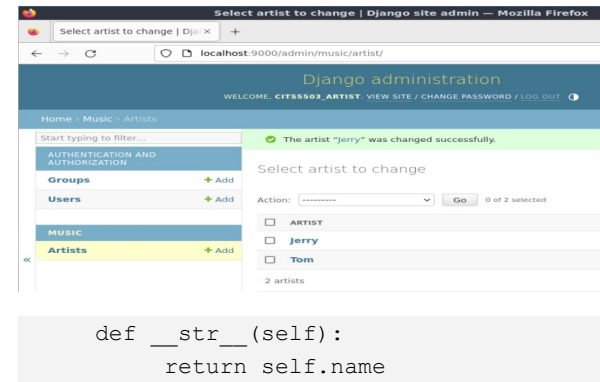 Select artist to change | Django site admin — Mozilla Firefox
Select artist to change | Dja × +
localhost:9000/admin/music/artist/
Django administration
WELCOME, CITS5503_ARTIST. VIEW SITE / CHANGE PASSWORD / LOG OUT
Home › Music › Artists
Start typing to filter...
AUTHENTICATION AND
AUTHORIZATION
Groups + Add
Users + Add
MUSIC
Artists + Add
«
The artist "Jerry" was changed successfully.
Select artist to change
Action: --------- Go 0 of 2 selected
ARTIST
Jerry
Tom
2 artists
def __str__(self):
return self.name